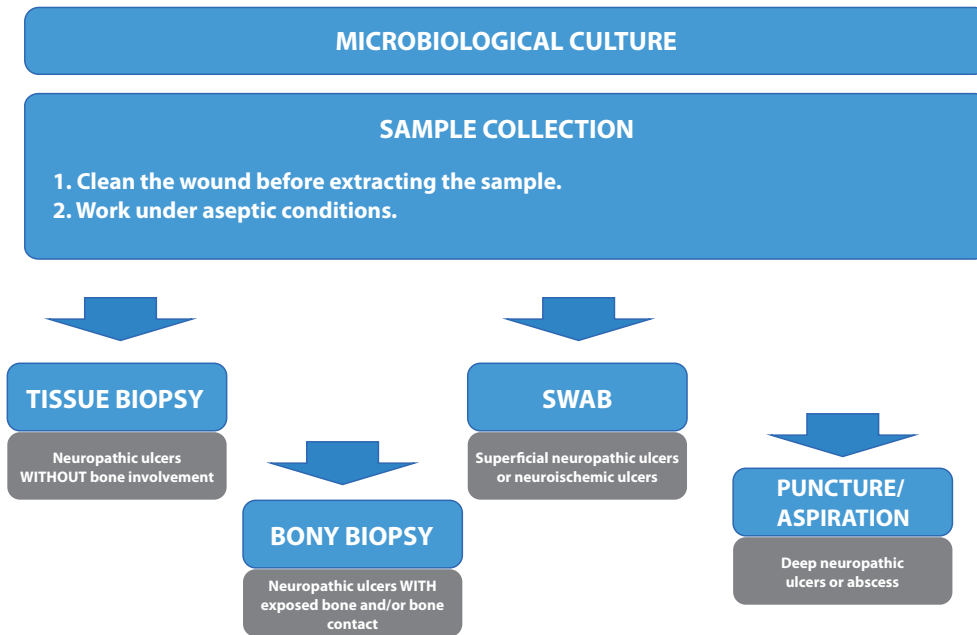 MICROBIOLOGICAL CULTURE
SAMPLE COLLECTION
1. Clean the wound before extracting the sample.
2. Work under aseptic conditions.
TISSUE BIOPSY
Neuropathic ulcers
WITHOUT bone involvement
BONY BIOPSY
Neuropathic ulcers WITH
exposed bone and/or bone
contact
SWAB
Superficial neuropathic ulcers
or neuroischemic ulcers
PUNCTURE/
ASPIRATION
Deep neuropathic
ulcers or abscess